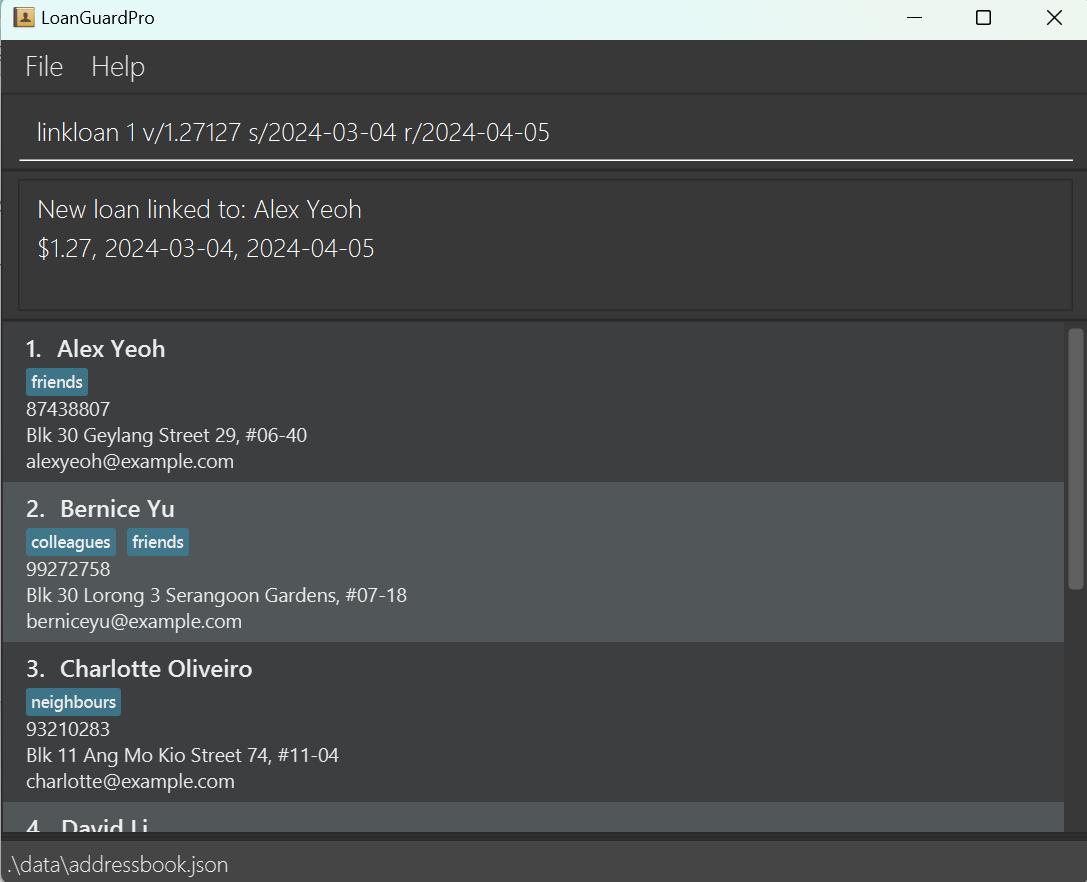 LoanGuardPro
File Help
linkloan 1 v/1.27127 s/2024-03-04 r/2024-04-05
New loan linked to: Alex Yeoh
$1.27, 2024-03-04, 2024-04-05
1. Alex Yeoh
friends
87438807
Blk 30 Geylang Street 29, #06-40
alexyeoh@example.com
2. Bernice Yu
colleagues friends
99272758
Blk 30 Lorong 3 Serangoon Gardens, #07-18
berniceyu@example.com
3. Charlotte Oliveiro
neighbours
93210283
Blk 11 Ang Mo Kio Street 74, #11-04
charlotte@example.com
4. David Li
.\data\addressbook.json